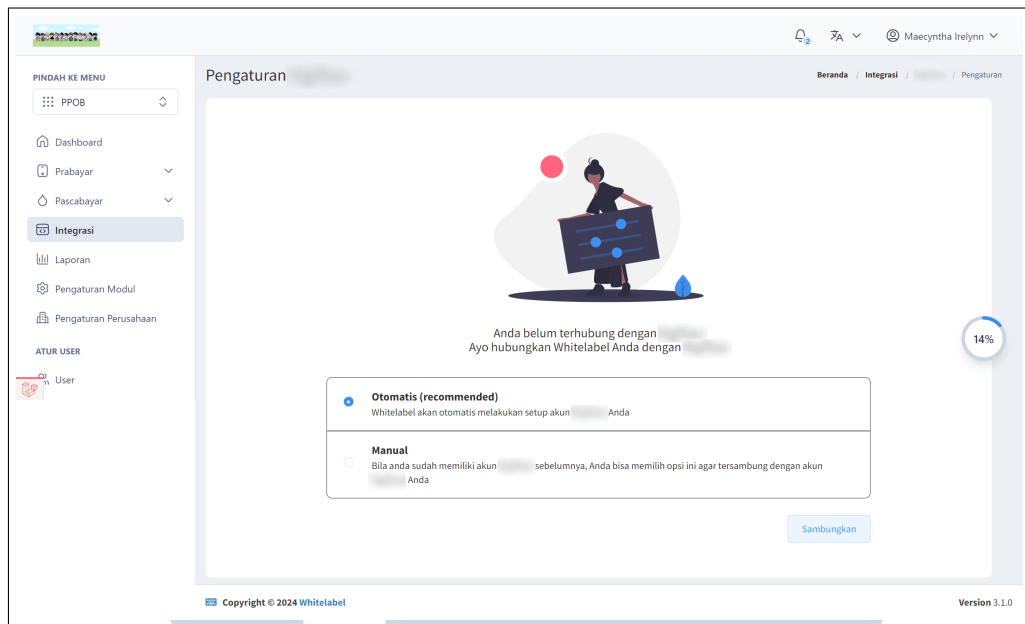 2
Maecyntha Irelynn
PINDAH KE MENU
PPOB
Dashboard
Prabayar
Pascabayar
Integrasi
Laporan
Pengaturan Modul
Pengaturan Perusahaan
ATUR USER
User
Pengaturan
Beranda / Integrasi / / Pengaturan
Anda belum terhubung dengan
Ayo hubungkan Whitelabel Anda dengan
14%
Otomatis (recommended)
Whitelabel akan otomatis melakukan setup akun Anda
Manual
Bila anda sudah memiliki akun sebelumnya, Anda bisa memilih opsi ini agar tersambung dengan akun
Anda
Sambungkan
Copyright © 2024 Whitelabel
Version 3.1.0